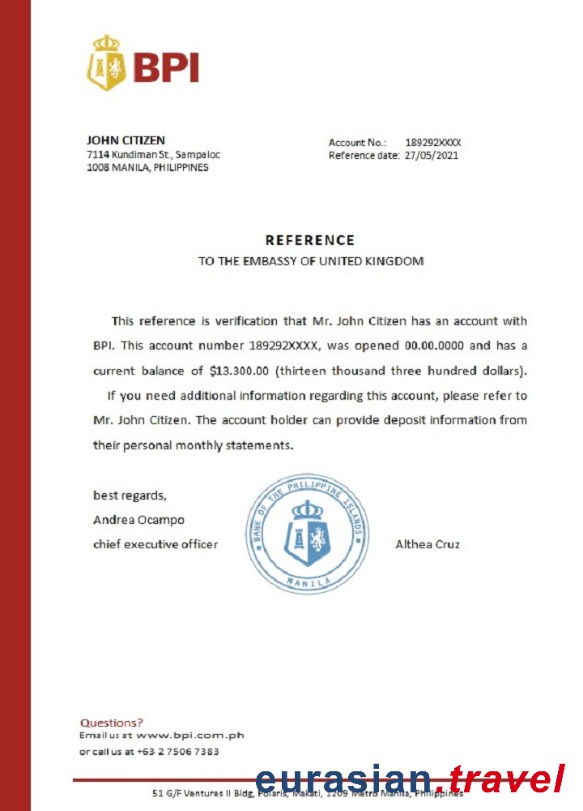 BPI
JOHN CITIZEN
7114 Kundiman St., Sampaloc
1008 MANILA, PHILIPPINES
Account No.: 189292XXXX
Reference date: 27/05/2021
REFERENCE
TO THE EMBASSY OF UNITED KINGDOM
This reference is verification that Mr. John Citizen has an account with
BPI. This account number 189292XXXX, was opened 00.00.0000 and has a
current balance of $13.300.00 (thirteen thousand three hundred dollars).
If you need additional information regarding this account, please refer to
Mr. John Citizen. The account holder can provide deposit information from
their personal monthly statements.
best regards,
Andrea Ocampo
chief executive officer
BANK OF THE PHILIPPINE ISLANDS
MANILA
Althea Cruz
Questions?
Email us at www.bpi.com.ph
or call us at +63 2 7506 7383
eurasian.travel
51 G/F Ventures II Bldg, Polaris, Makati, 1209 Metro Manila, Philippines